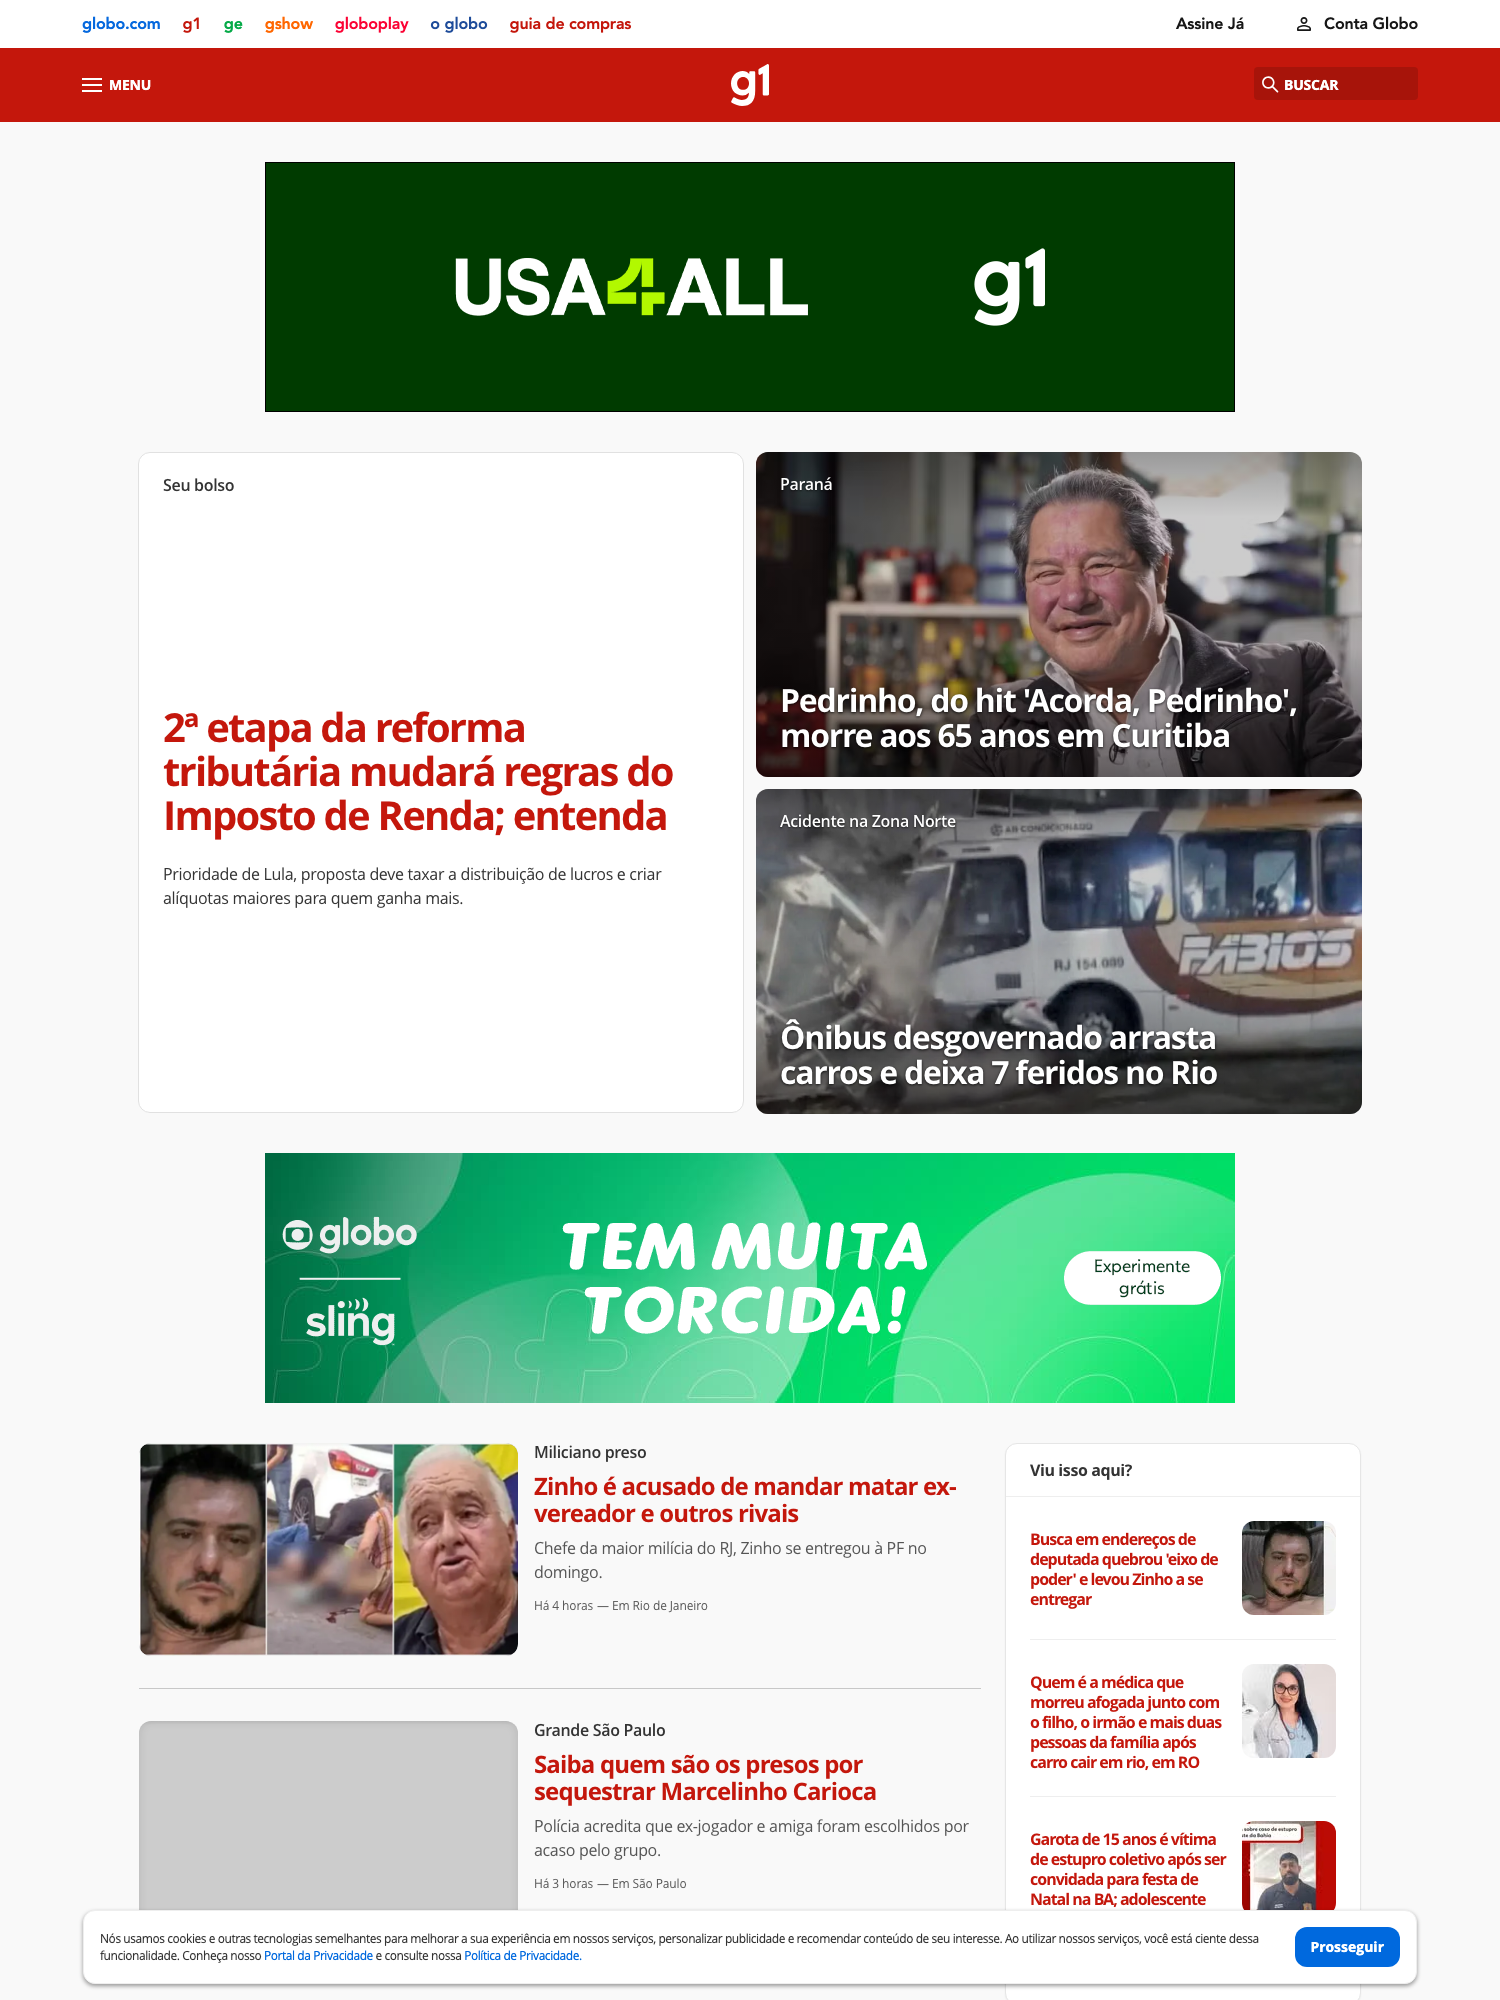 globo.com g1 ge gshow globoplay o globo guia de compras Assine Já Conta Globo
MENU g1 BUSCAR
USA4ALL g1
Seu bolso
2ª etapa da reforma
tributária mudará regras do
Imposto de Renda; entenda
Prioridade de Lula, proposta deve taxar a distribuição de lucros e criar
alíquotas maiores para quem ganha mais.
Paraná
Pedrinho, do hit 'Acorda, Pedrinho',
morre aos 65 anos em Curitiba
Acidente na Zona Norte
AR CONDICIONADO
FÁBIOS
RJ 154.099
Ônibus desgovernado arrasta
carros e deixa 7 feridos no Rio
globo
sling
TEM MUITA
TORCIDA!
Experimente
grátis
Miliciano preso
Zinho é acusado de mandar matar ex-
vereador e outros rivais
Chefe da maior milícia do RJ, Zinho se entregou à PF no
domingo.
Há 4 horas — Em Rio de Janeiro
Grande São Paulo
Saiba quem são os presos por
sequestrar Marcelinho Carioca
Polícia acredita que ex-jogador e amiga foram escolhidos por
acaso pelo grupo.
Há 3 horas — Em São Paulo
Viu isso aqui?
Busca em endereços de
deputada quebrou 'eixo de
poder' e levou Zinho a se
entregar
Quem é a médica que
morreu afogada junto com
o filho, o irmão e mais duas
pessoas da família após
carro cair em rio, em RO
Garota de 15 anos é vítima
de estupro coletivo após ser
convidada para festa de
Natal na BA; adolescente
sobre caso de estupro
da Bahia
Nós usamos cookies e outras tecnologias semelhantes para melhorar a sua experiência em nossos serviços, personalizar publicidade e recomendar conteúdo de seu interesse. Ao utilizar nossos serviços, você está ciente dessa
funcionalidade. Conheça nosso Portal da Privacidade e consulte nossa Política de Privacidade.
Prosseguir